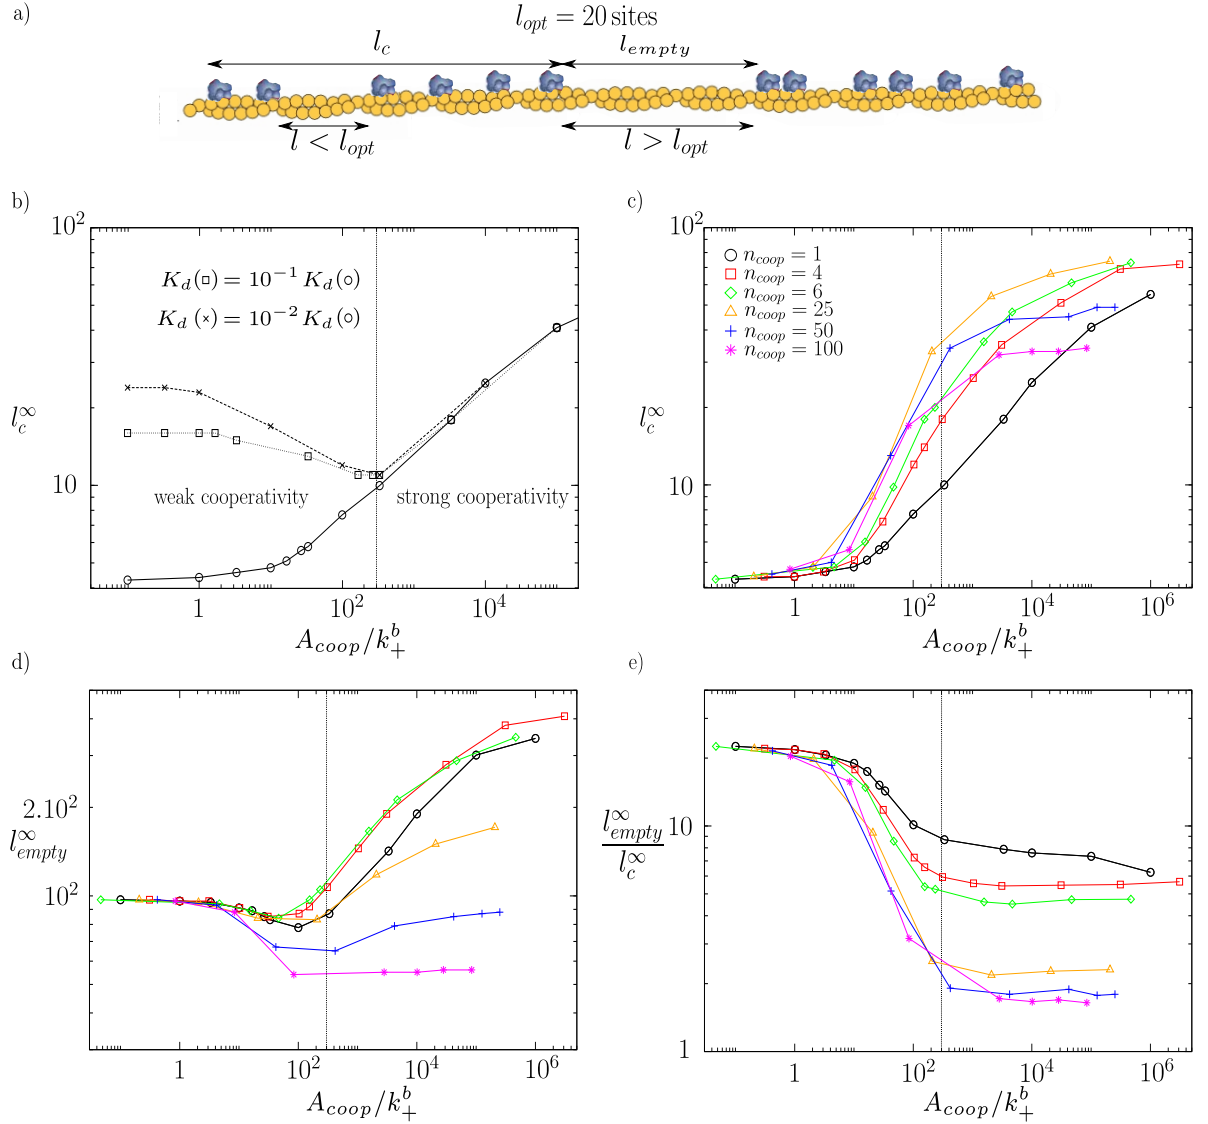 a)
l_opt = 20 sites
l_c
l_empty
l < l_opt
l > l_opt
b)
10^2
10
l_c^∞
K_d(□) = 10^-1 K_d(○)
K_d (×) = 10^-2 K_d(○)
weak cooperativity
strong cooperativity
1
10^2
10^4
A_coop/k_+^b
c)
10^2
10
l_c^∞
n_coop = 1
n_coop = 4
n_coop = 6
n_coop = 25
n_coop = 50
n_coop = 100
1
10^2
10^4
10^6
A_coop/k_+^b
d)
2.10^2
l_empty^∞
10^2
1
10^2
10^4
10^6
A_coop/k_+^b
e)
10
l_empty^∞
l_c^∞
1
1
10^2
10^4
10^6
A_coop/k_+^b